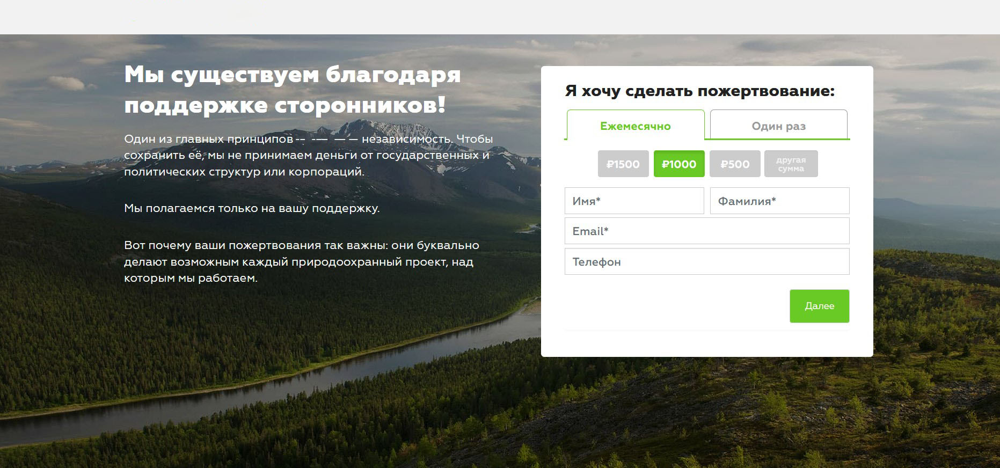 Мы существуем благодаря
поддержке сторонников!
Один из главных принципов -- -— — — независимость. Чтобы
сохранить её, мы не принимаем деньги от государственных и
политических структур или корпораций.
Мы полагаемся только на вашу поддержку.
Вот почему ваши пожертвования так важны: они буквально
делают возможным каждый природоохранный проект, над
которым мы работаем.
Я хочу сделать пожертвование:
Ежемесячно Один раз
₽1500 ₽1000 ₽500 другая
сумма
Имя* Фамилия*
Email*
Телефон
Далее